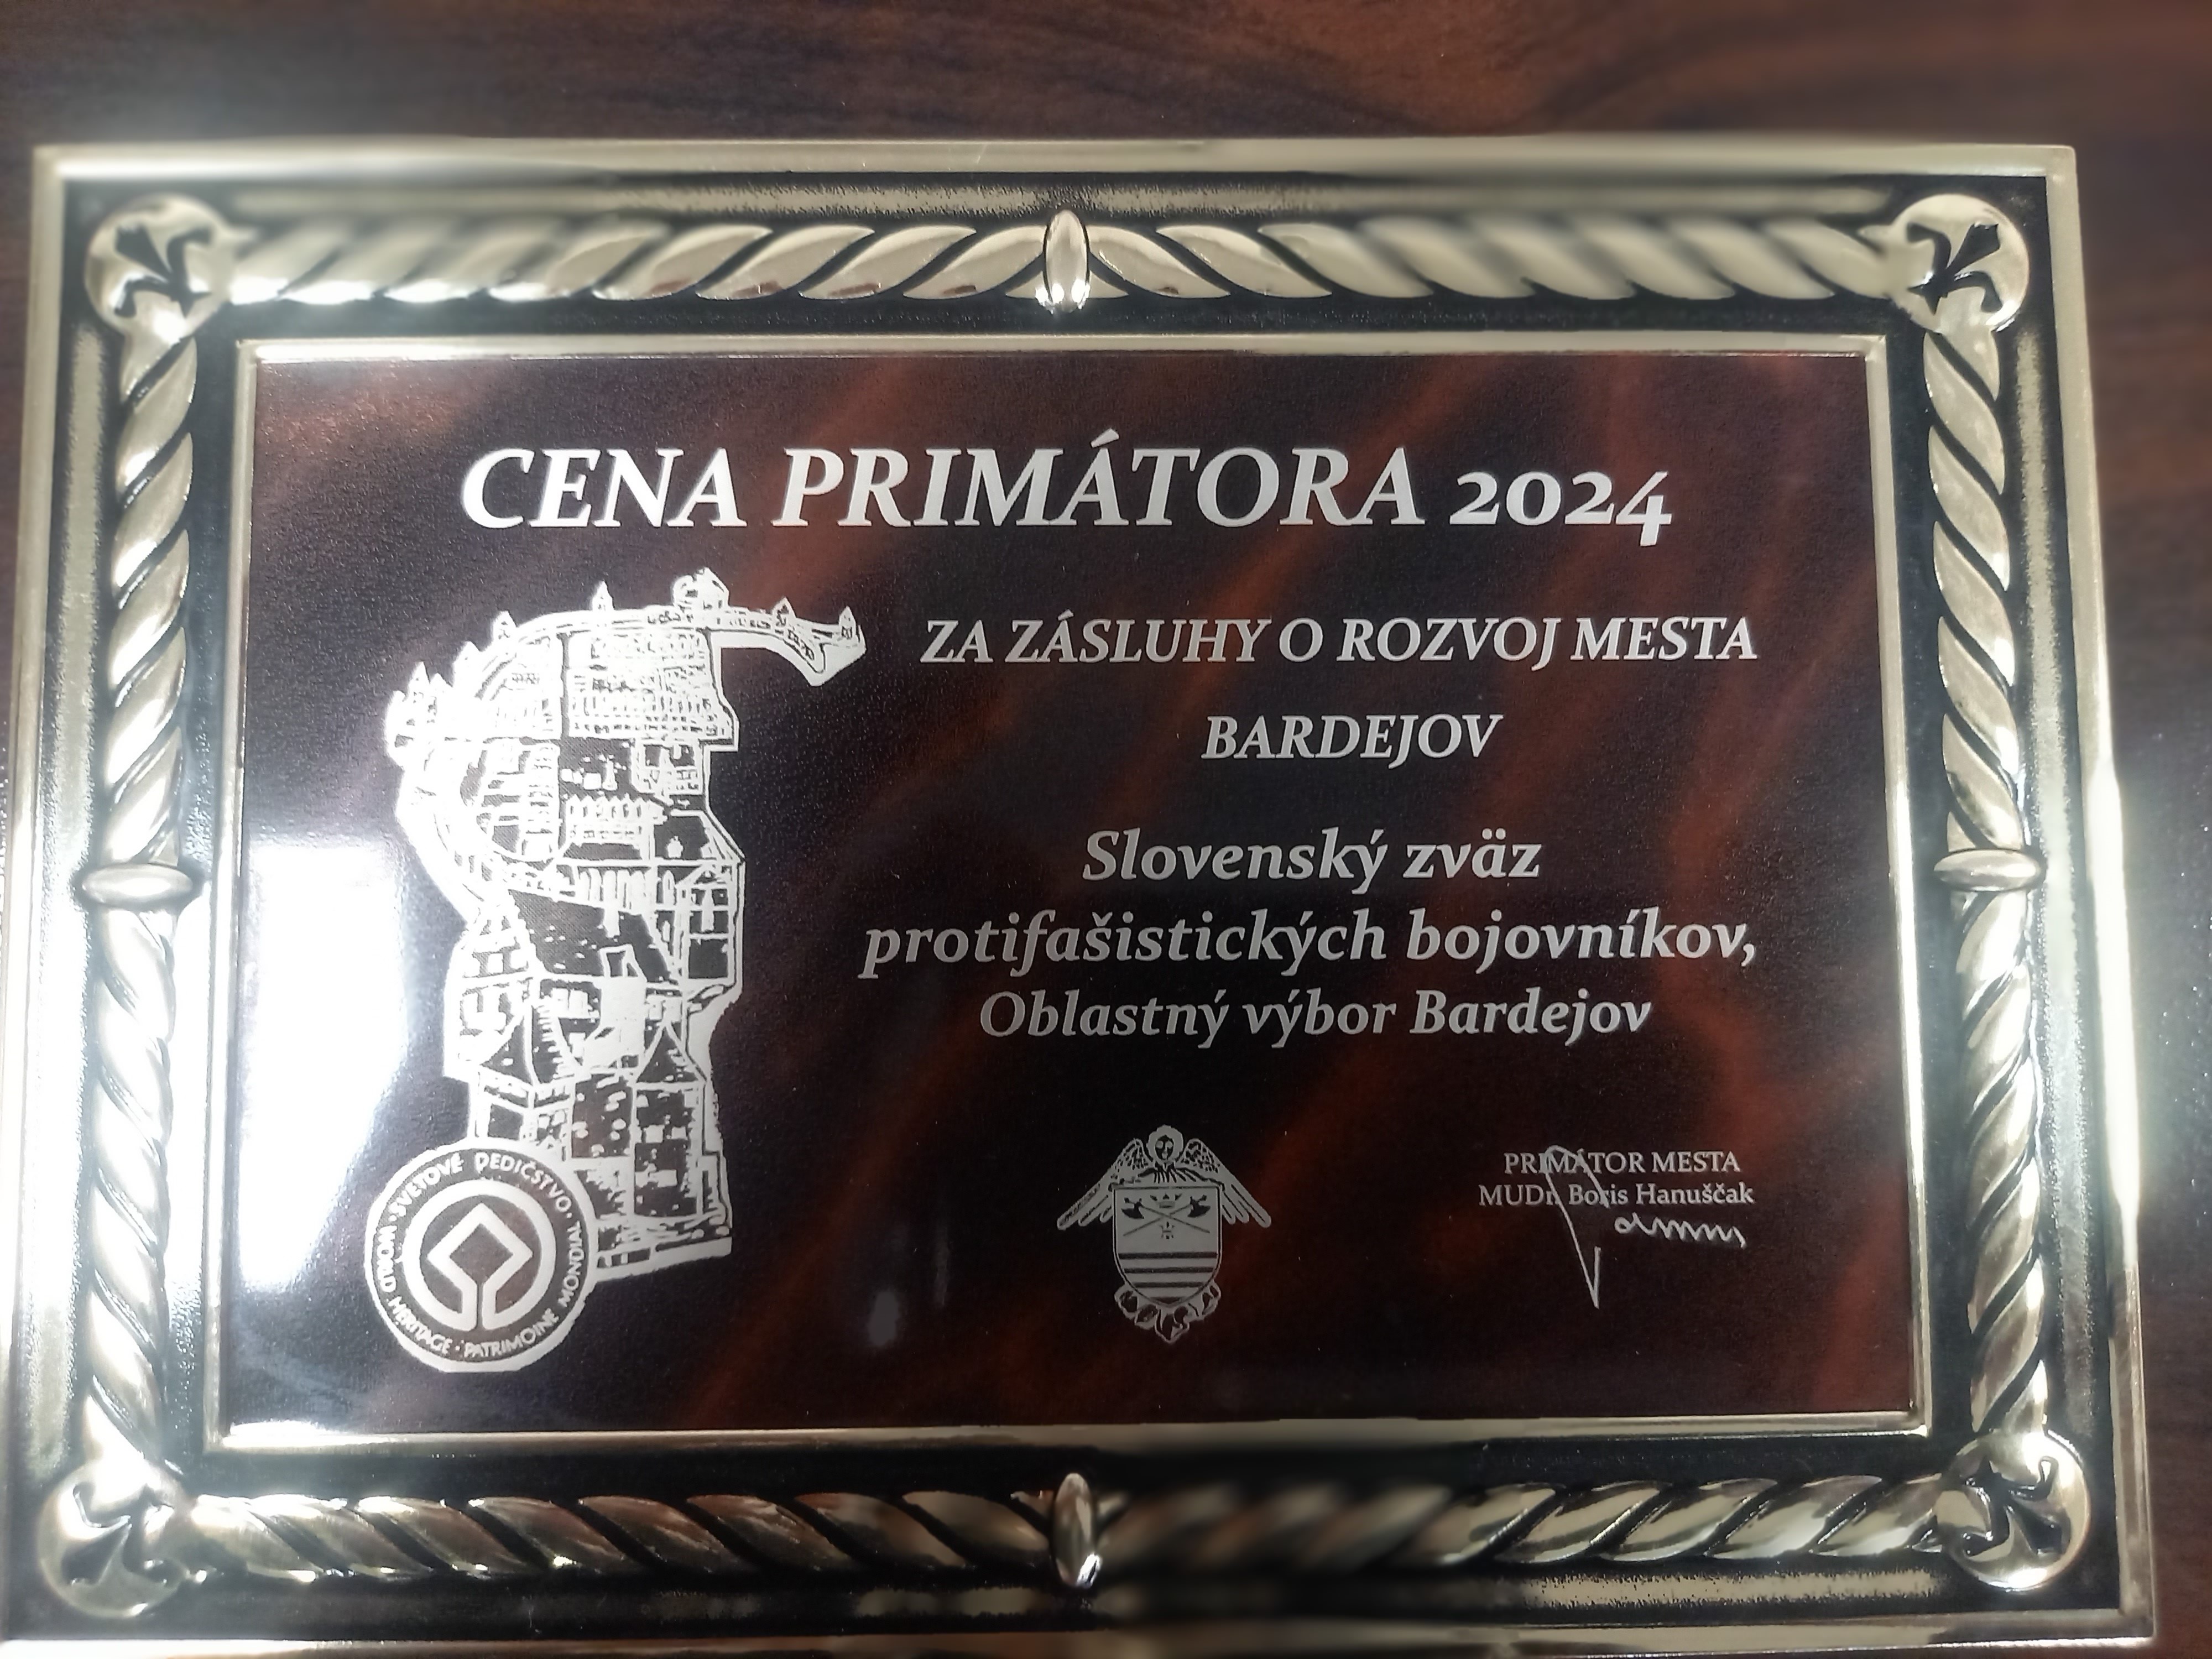 CENA PRIMÁTORA 2024
ZA ZÁSLUHY O ROZVOJ MESTA
BARDEJOV
Slovenský zväz
protifašistických bojovníkov,
Oblastný výbor Bardejov
PRIMÁTOR MESTA
MUDr. Boris Hanuščak
SVETOVÉ DEDIČSTVO · WORLD HERITAGE · PATRIMOINE MONDIAL ·